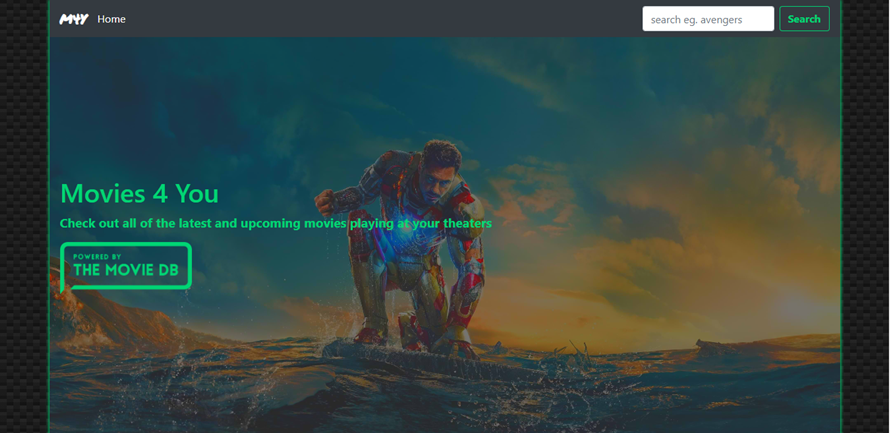 M4Y
Home
search eg. avengers
Search
Movies 4 You
Check out all of the latest and upcoming movies playing at your theaters
POWERED BY
THE MOVIE DB